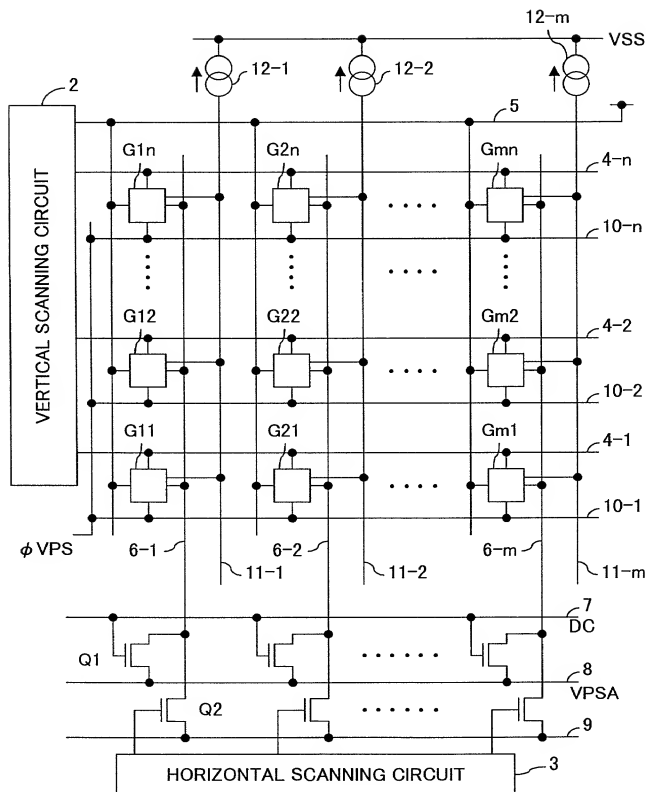 12-m
VSS
12-1
12-2
2
5
G1n
G2n
Gmn
4-n
10-n
VERTICAL SCANNING CIRCUIT
G12
G22
Gm2
4-2
10-2
G11
G21
Gm1
4-1
10-1
φVPS
6-1
6-2
6-m
11-1
11-2
11-m
7
DC
Q1
8
VPSA
Q2
9
HORIZONTAL SCANNING CIRCUIT
3